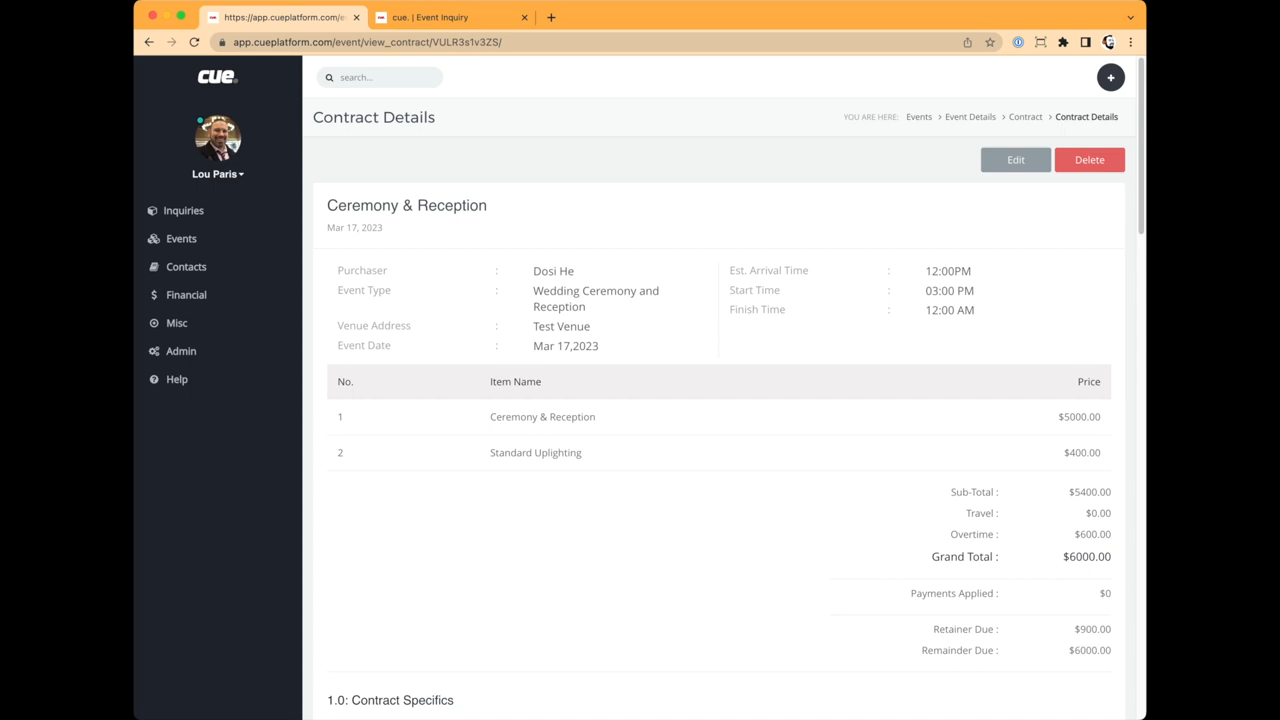 https://app.cueplatform.com/e
cue. | Event Inquiry
app.cueplatform.com/event/view_contract/VULR3s1v3ZS/
cue
search...
Lou Paris
Inquiries
Events
Contacts
Financial
Misc
Admin
Help
Contract Details
YOU ARE HERE: Events > Event Details > Contract > Contract Details
Edit
Delete
Ceremony & Reception
Mar 17, 2023
Purchaser : Dosi He
Event Type : Wedding Ceremony and
Reception
Venue Address : Test Venue
Event Date : Mar 17,2023
Est. Arrival Time : 12:00PM
Start Time : 03:00 PM
Finish Time : 12:00 AM
No. Item Name Price
1 Ceremony & Reception $5000.00
2 Standard Uplighting $400.00
Sub-Total : $5400.00
Travel : $0.00
Overtime : $600.00
Grand Total : $6000.00
Payments Applied : $0
Retainer Due : $900.00
Remainder Due : $6000.00
1.0: Contract Specifics